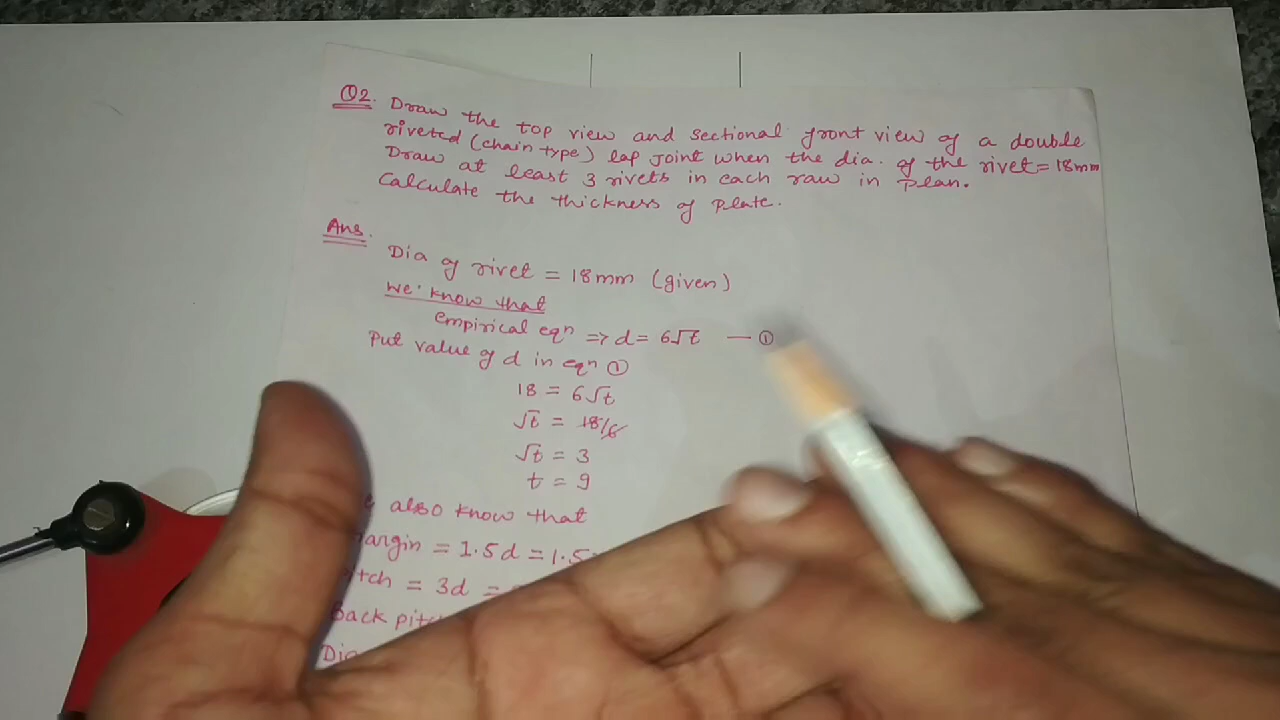 Q2. Draw the top view and sectional front view of a double
riveted (chain type) lap joint when the dia. of the rivet = 18mm
Draw at least 3 rivets in each raw in plan.
Calculate the thickness of plate.
Ans.
Dia of rivet = 18mm (given)
We know that
empirical eqn => d = 6√t — ①
Put value of d in eqn ①
18 = 6√t
√t = 18/6
√t = 3
t = 9
also know that
argin = 1.5d = 1.5
tch = 3d =
Back pitc
Dia